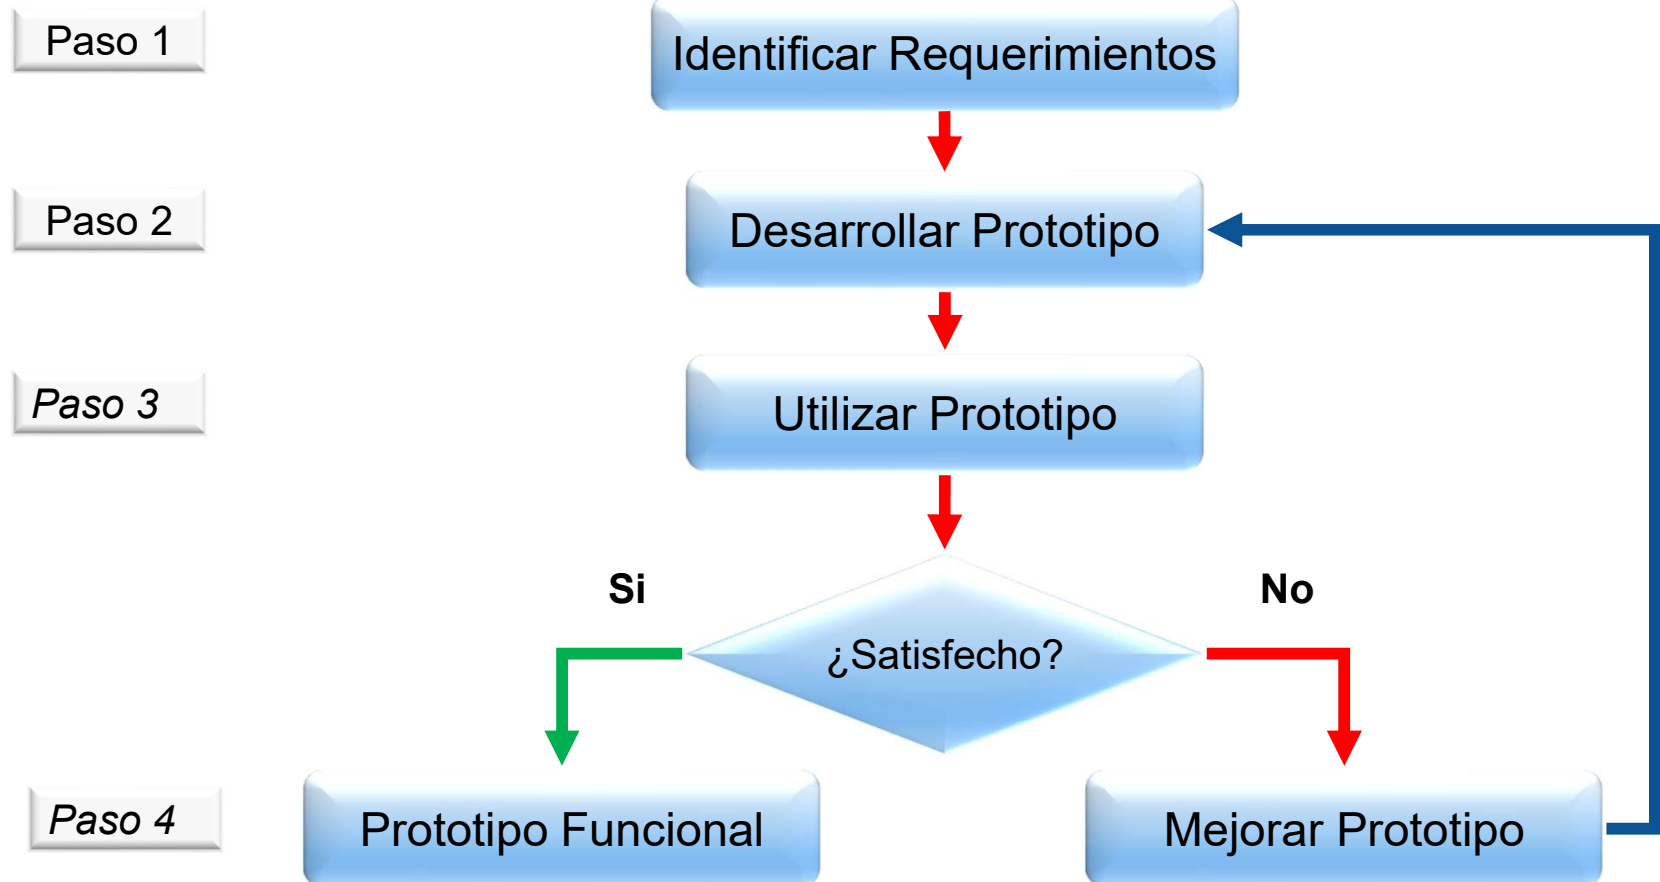 Paso 1
Identificar Requerimientos
Paso 2
Desarrollar Prototipo
Paso 3
Utilizar Prototipo
Si
No
¿Satisfecho?
Paso 4
Prototipo Funcional
Mejorar Prototipo